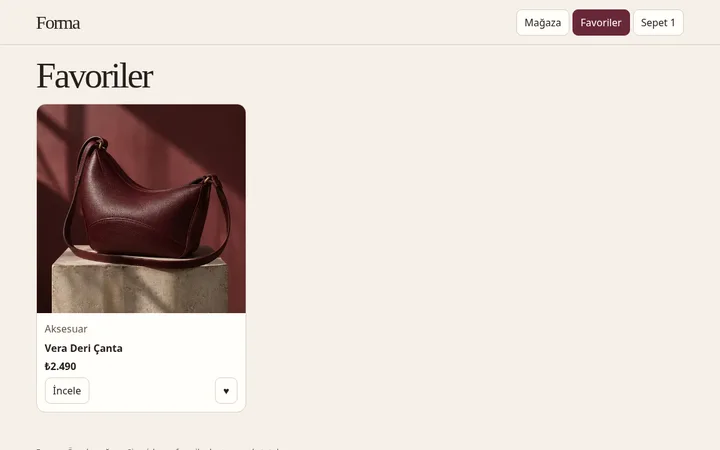 Forma
Mağaza
Favoriler
Sepet 1
Favoriler
Aksesuar
Vera Deri Çanta
₺2.490
İncele
♥